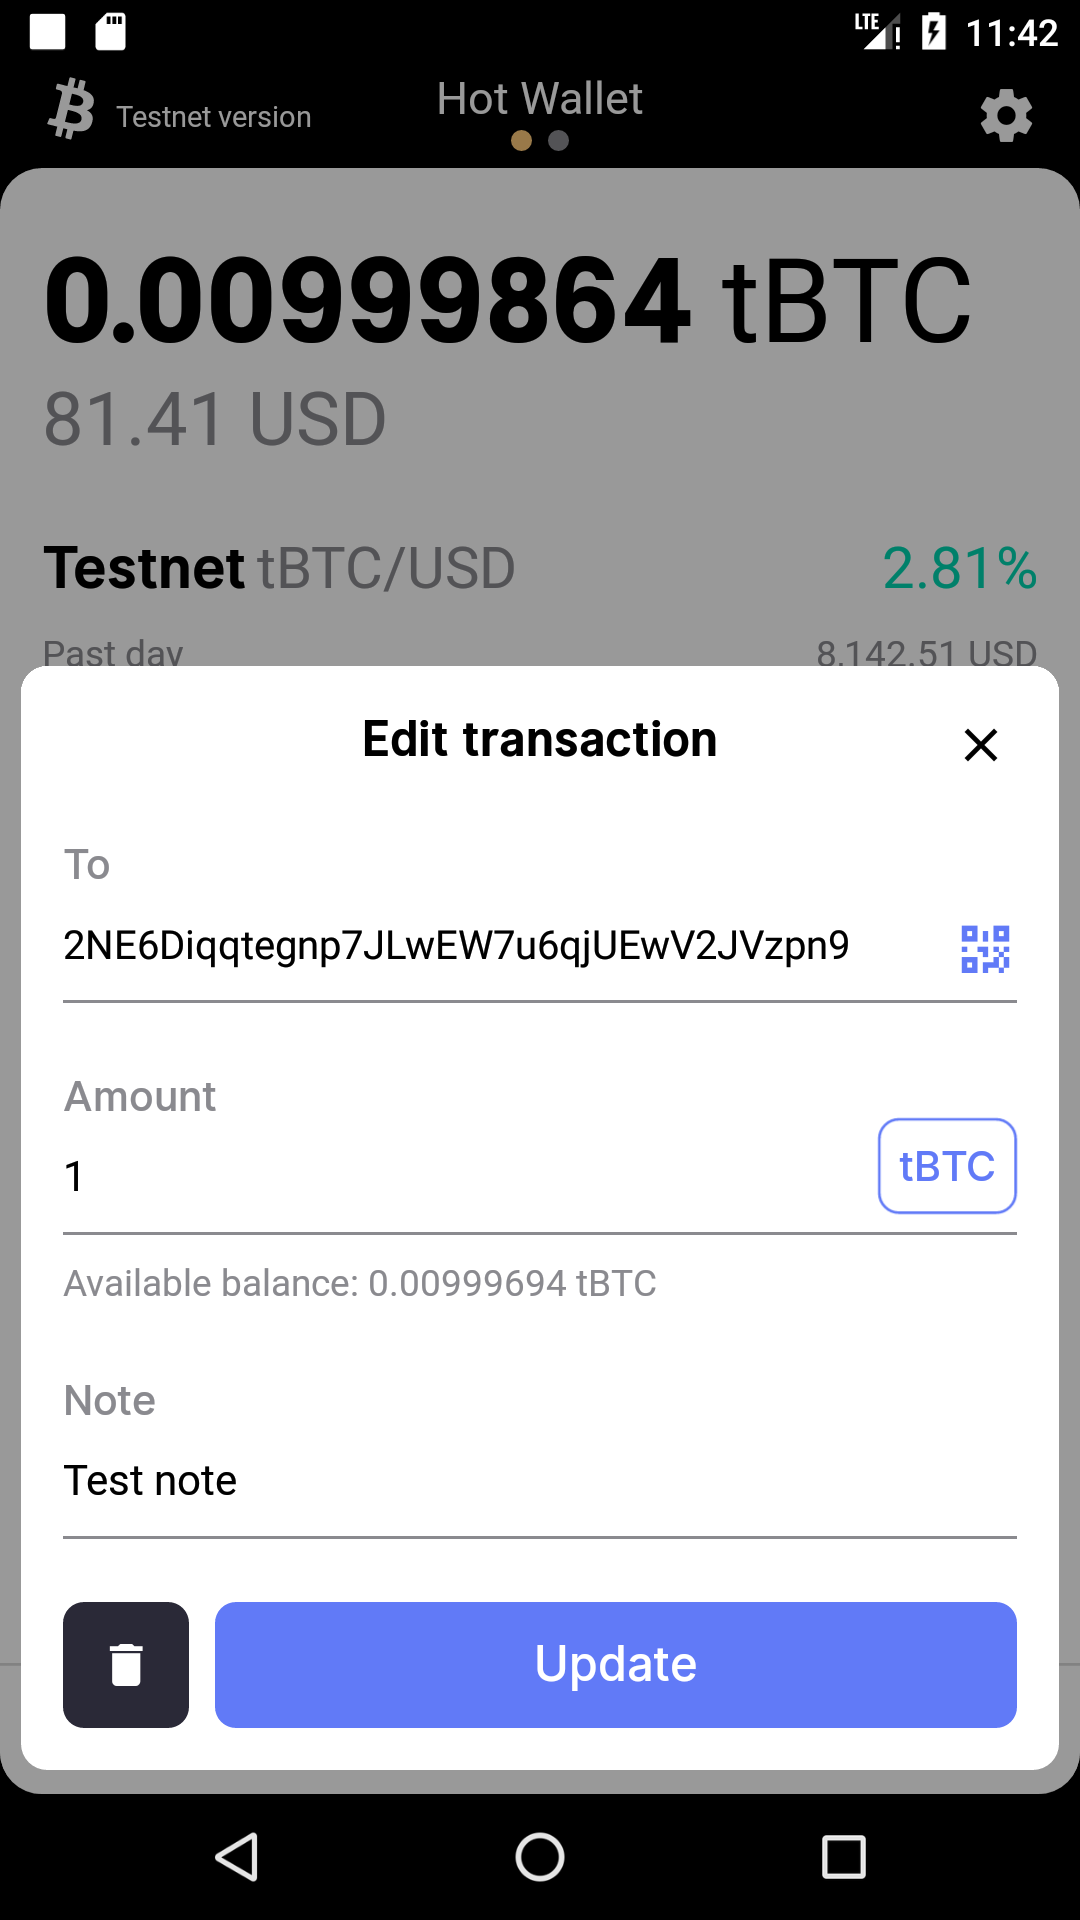 LTE 11:42
Testnet version
Hot Wallet
0.00999864 tBTC
81.41 USD
Testnet tBTC/USD 2.81%
Past day 8,142.51 USD
Edit transaction
To
2NE6Diqqtegnp7JLwEW7u6qjUEwV2JVzpn9
Amount
1 tBTC
Available balance: 0.00999694 tBTC
Note
Test note
Update